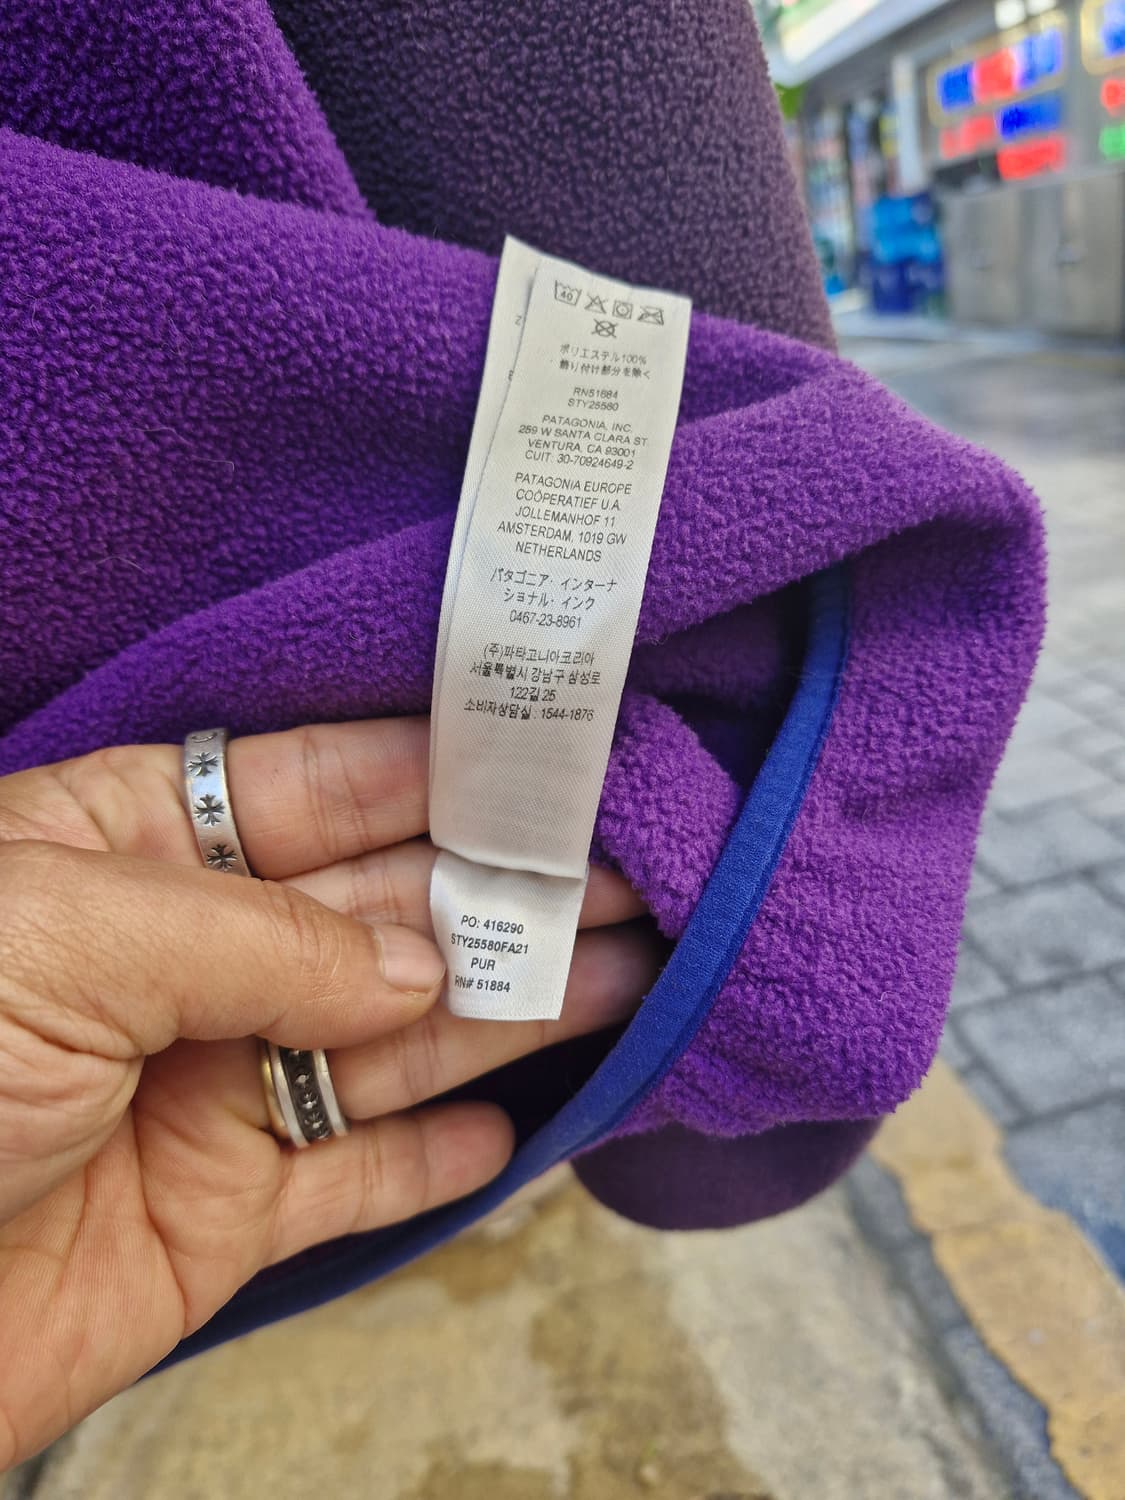 40
ポリエステル100%
飾り付け部分を除く
RN51884
STY25580
PATAGONIA, INC.
259 W SANTA CLARA ST
VENTURA, CA 93001
CUIT. 30-70924649-2
PATAGONIA EUROPE
COÖPERATIEF U.A.
JOLLEMANHOF 11
AMSTERDAM, 1019 GW
NETHERLANDS
パタゴニア・インターナ
ショナル・インク
0467-23-8961
(주)파타고니아코리아
서울특별시 강남구 삼성로
122길 25
소비자상담실 : 1544-1876
PO: 416290
STY25580FA21
PUR
RN# 51884